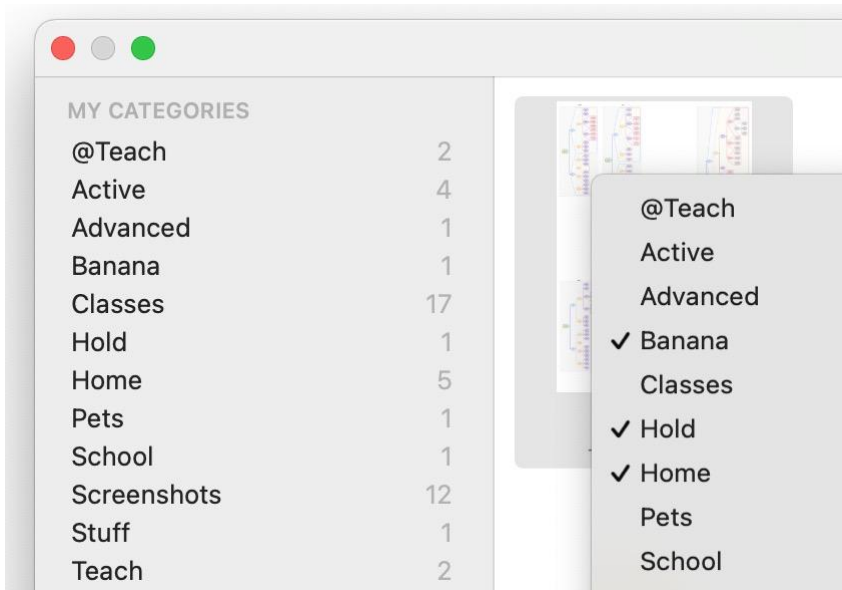 MY CATEGORIES
@Teach 2
Active 4
Advanced 1
Banana 1
Classes 17
Hold 1
Home 5
Pets 1
School 1
Screenshots 12
Stuff 1
Teach 2
@Teach
Active
Advanced
✓ Banana
Classes
✓ Hold
✓ Home
Pets
School